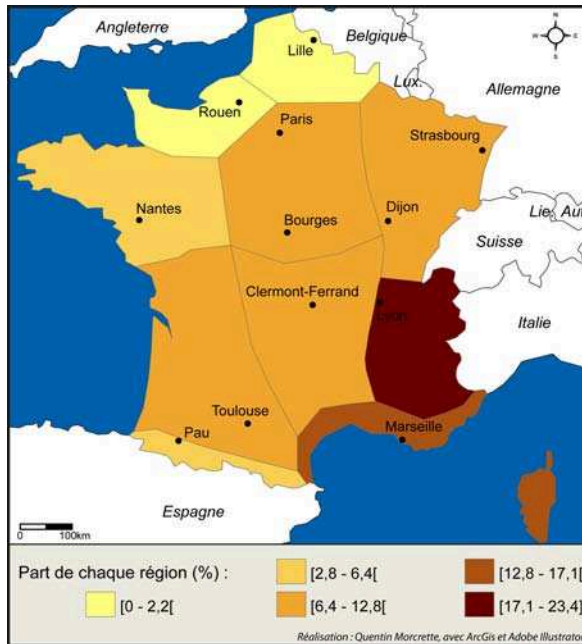 Angleterre
Belgique
Lille
Lux.
Allemagne
N
W
E
S
Rouen
Paris
Strasbourg
Nantes
Bourges
Dijon
Lie.
Au
Suisse
Clermont-Ferrand
Lyon
Italie
Toulouse
Pau
Marseille
Espagne
100km
Part de chaque région (%) :
[0 - 2,2[
[2,8 - 6,4[
[6,4 - 12,8[
[12,8 - 17,1[
[17,1 - 23,4]
Réalisation : Quentin Morcrette, avec ArcGis et Adobe Illustrator